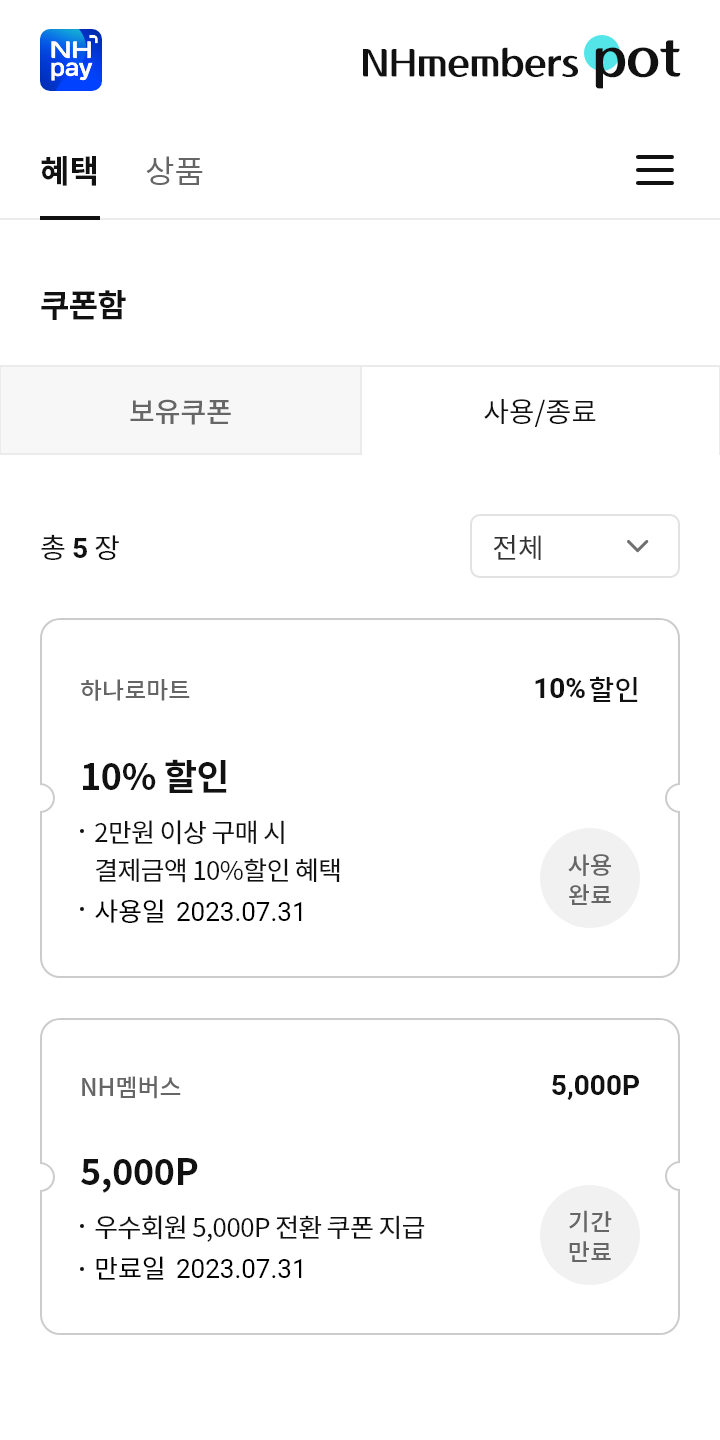 NH pay
NHmembers pot
혜택 상품
쿠폰함
보유쿠폰 사용/종료
총 5 장 전체
하나로마트 10% 할인
10% 할인
· 2만원 이상 구매 시
결제금액 10%할인 혜택
· 사용일 2023.07.31
사용
완료
NH멤버스 5,000P
5,000P
· 우수회원 5,000P 전환 쿠폰 지급
· 만료일 2023.07.31
기간
만료